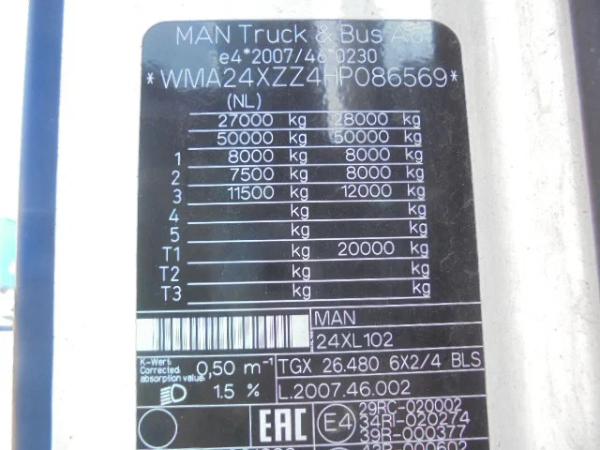 MAN Truck & Bus AG
e4*2007/46*0230
*WMA24XZZ4HP086569*
(NL)
27000 kg 28000 kg
50000 kg 50000 kg
1 8000 kg 8000 kg
2 7500 kg 8000 kg
3 11500 kg 12000 kg
4 kg kg
5 kg kg
T1 kg 20000 kg
T2 kg kg
T3 kg kg
MAN
24XL102
K-Wert:
Corrected absorption value: 0,50 m-1 TGX 26.480 6X2/4 BLS
1.5 % L.2007.46.002
EAC E4 29RC-020002
34RI-020274
39R-000377
42R-000602